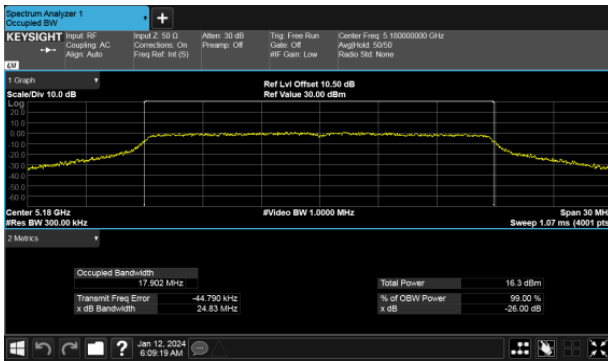 Spectrum Analyzer 1
Occupied BW
KEYSIGHT Input: RF Input Z: 50 Ω Atten: 30 dB Trig: Free Run Center Freq: 5.180000000 GHz
Coupling: AC Corrections: On Preamp: Off Gate: Off Avg|Hold: 50/50
Align: Auto Freq Ref: Int (S) #IF Gain: Low Radio Std: None
LXI
1 Graph
Scale/Div 10.0 dB
Ref Lvl Offset 10.50 dB
Ref Value 30.00 dBm
Log
20.0
10.0
0.00
-10.0
-20.0
-30.0
-40.0
-50.0
-60.0
Center 5.18 GHz #Video BW 1.0000 MHz Span 30 MH
#Res BW 300.00 kHz Sweep 1.07 ms (4001 pts
2 Metrics
Occupied Bandwidth
17.902 MHz
Total Power 16.3 dBm
Transmit Freq Error -44.790 kHz % of OBW Power 99.00 %
x dB Bandwidth 24.83 MHz x dB -26.00 dB
Jan 12, 2024
6:09:19 AM